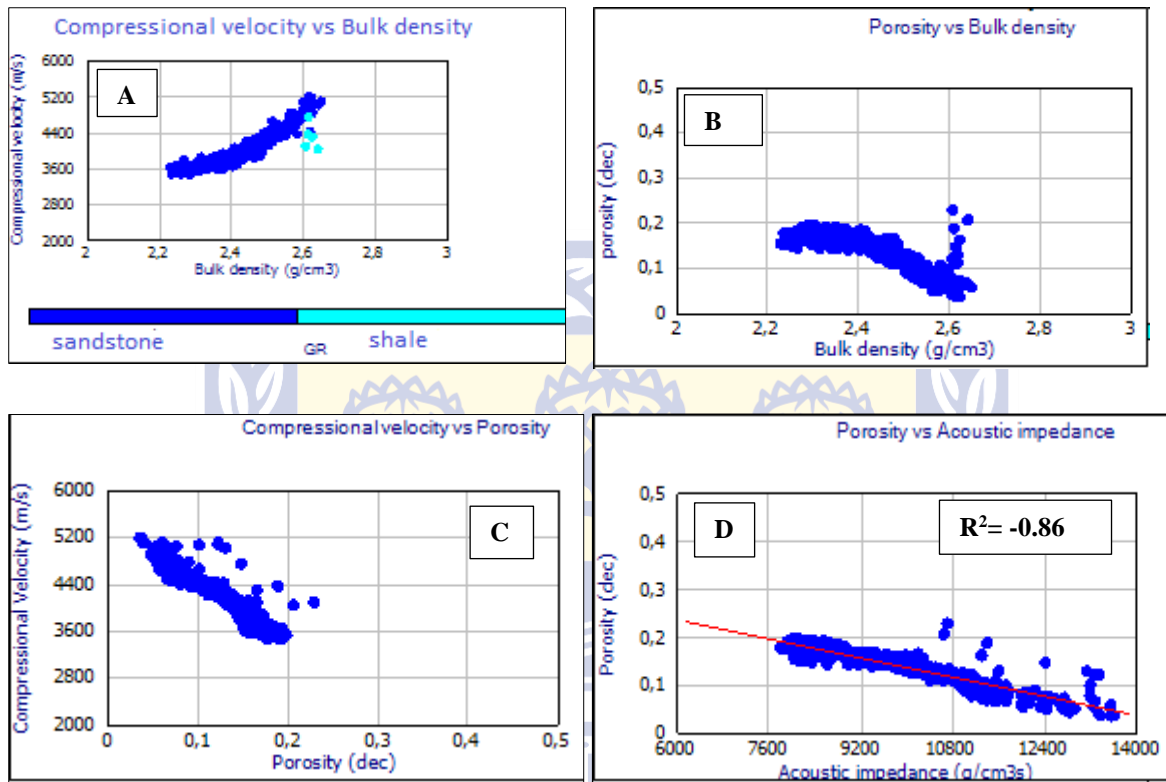 Compressional velocity vs Bulk density
A
Compressional velocity (m/s)
6000
5200
4400
3600
2800
2000
2
2,2
2,4
2,6
2,8
3
Bulk density (g/cm3)
sandstone
GR
shale
Porosity vs Bulk density
B
porosity (dec)
0,5
0,4
0,3
0,2
0,1
0
2
2,2
2,4
2,6
2,8
3
Bulk density (g/cm3)
Compressional velocity vs Porosity
C
Compressional Velocity (m/s)
6000
5200
4400
3600
2800
2000
0
0,1
0,2
0,3
0,4
0,5
Porosity (dec)
Porosity vs Acoustic impedance
D
R²= -0.86
Porosity (dec)
0,5
0,4
0,3
0,2
0,1
0
6000
7600
9200
10800
12400
14000
Acoustic impedance (g/cm3s)